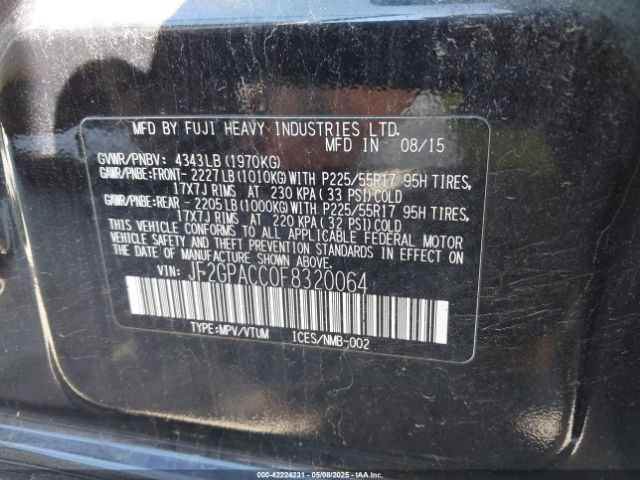 MFD BY FUJI HEAVY INDUSTRIES LTD.
MFD IN 08/15
GVWR/PNBV: 4343LB(1970KG)
GAWR/PNBE:FRONT- 2227LB(1010KG)WITH P225/55R17 95H TIRES,
17X7J RIMS AT 230 KPA(33 PSI)COLD
GAWR/PNBE:REAR - 2205LB(1000KG)WITH P225/55R17 95H TIRES,
17X7J RIMS AT 220 KPA(32 PSI)COLD
THIS VEHICLE CONFORMS TO ALL APPLICABLE FEDERAL MOTOR
VEHICLE SAFETY AND THEFT PREVENTION STANDARDS IN EFFECT
ON THE DATE OF MANUFACTURE SHOWN ABOVE.
VIN: JF2GPACC0F8320064
TYPE:MPV/VTUM ICES/NMB-002
000-42224231 - 05/08/2025 - IAA, Inc.